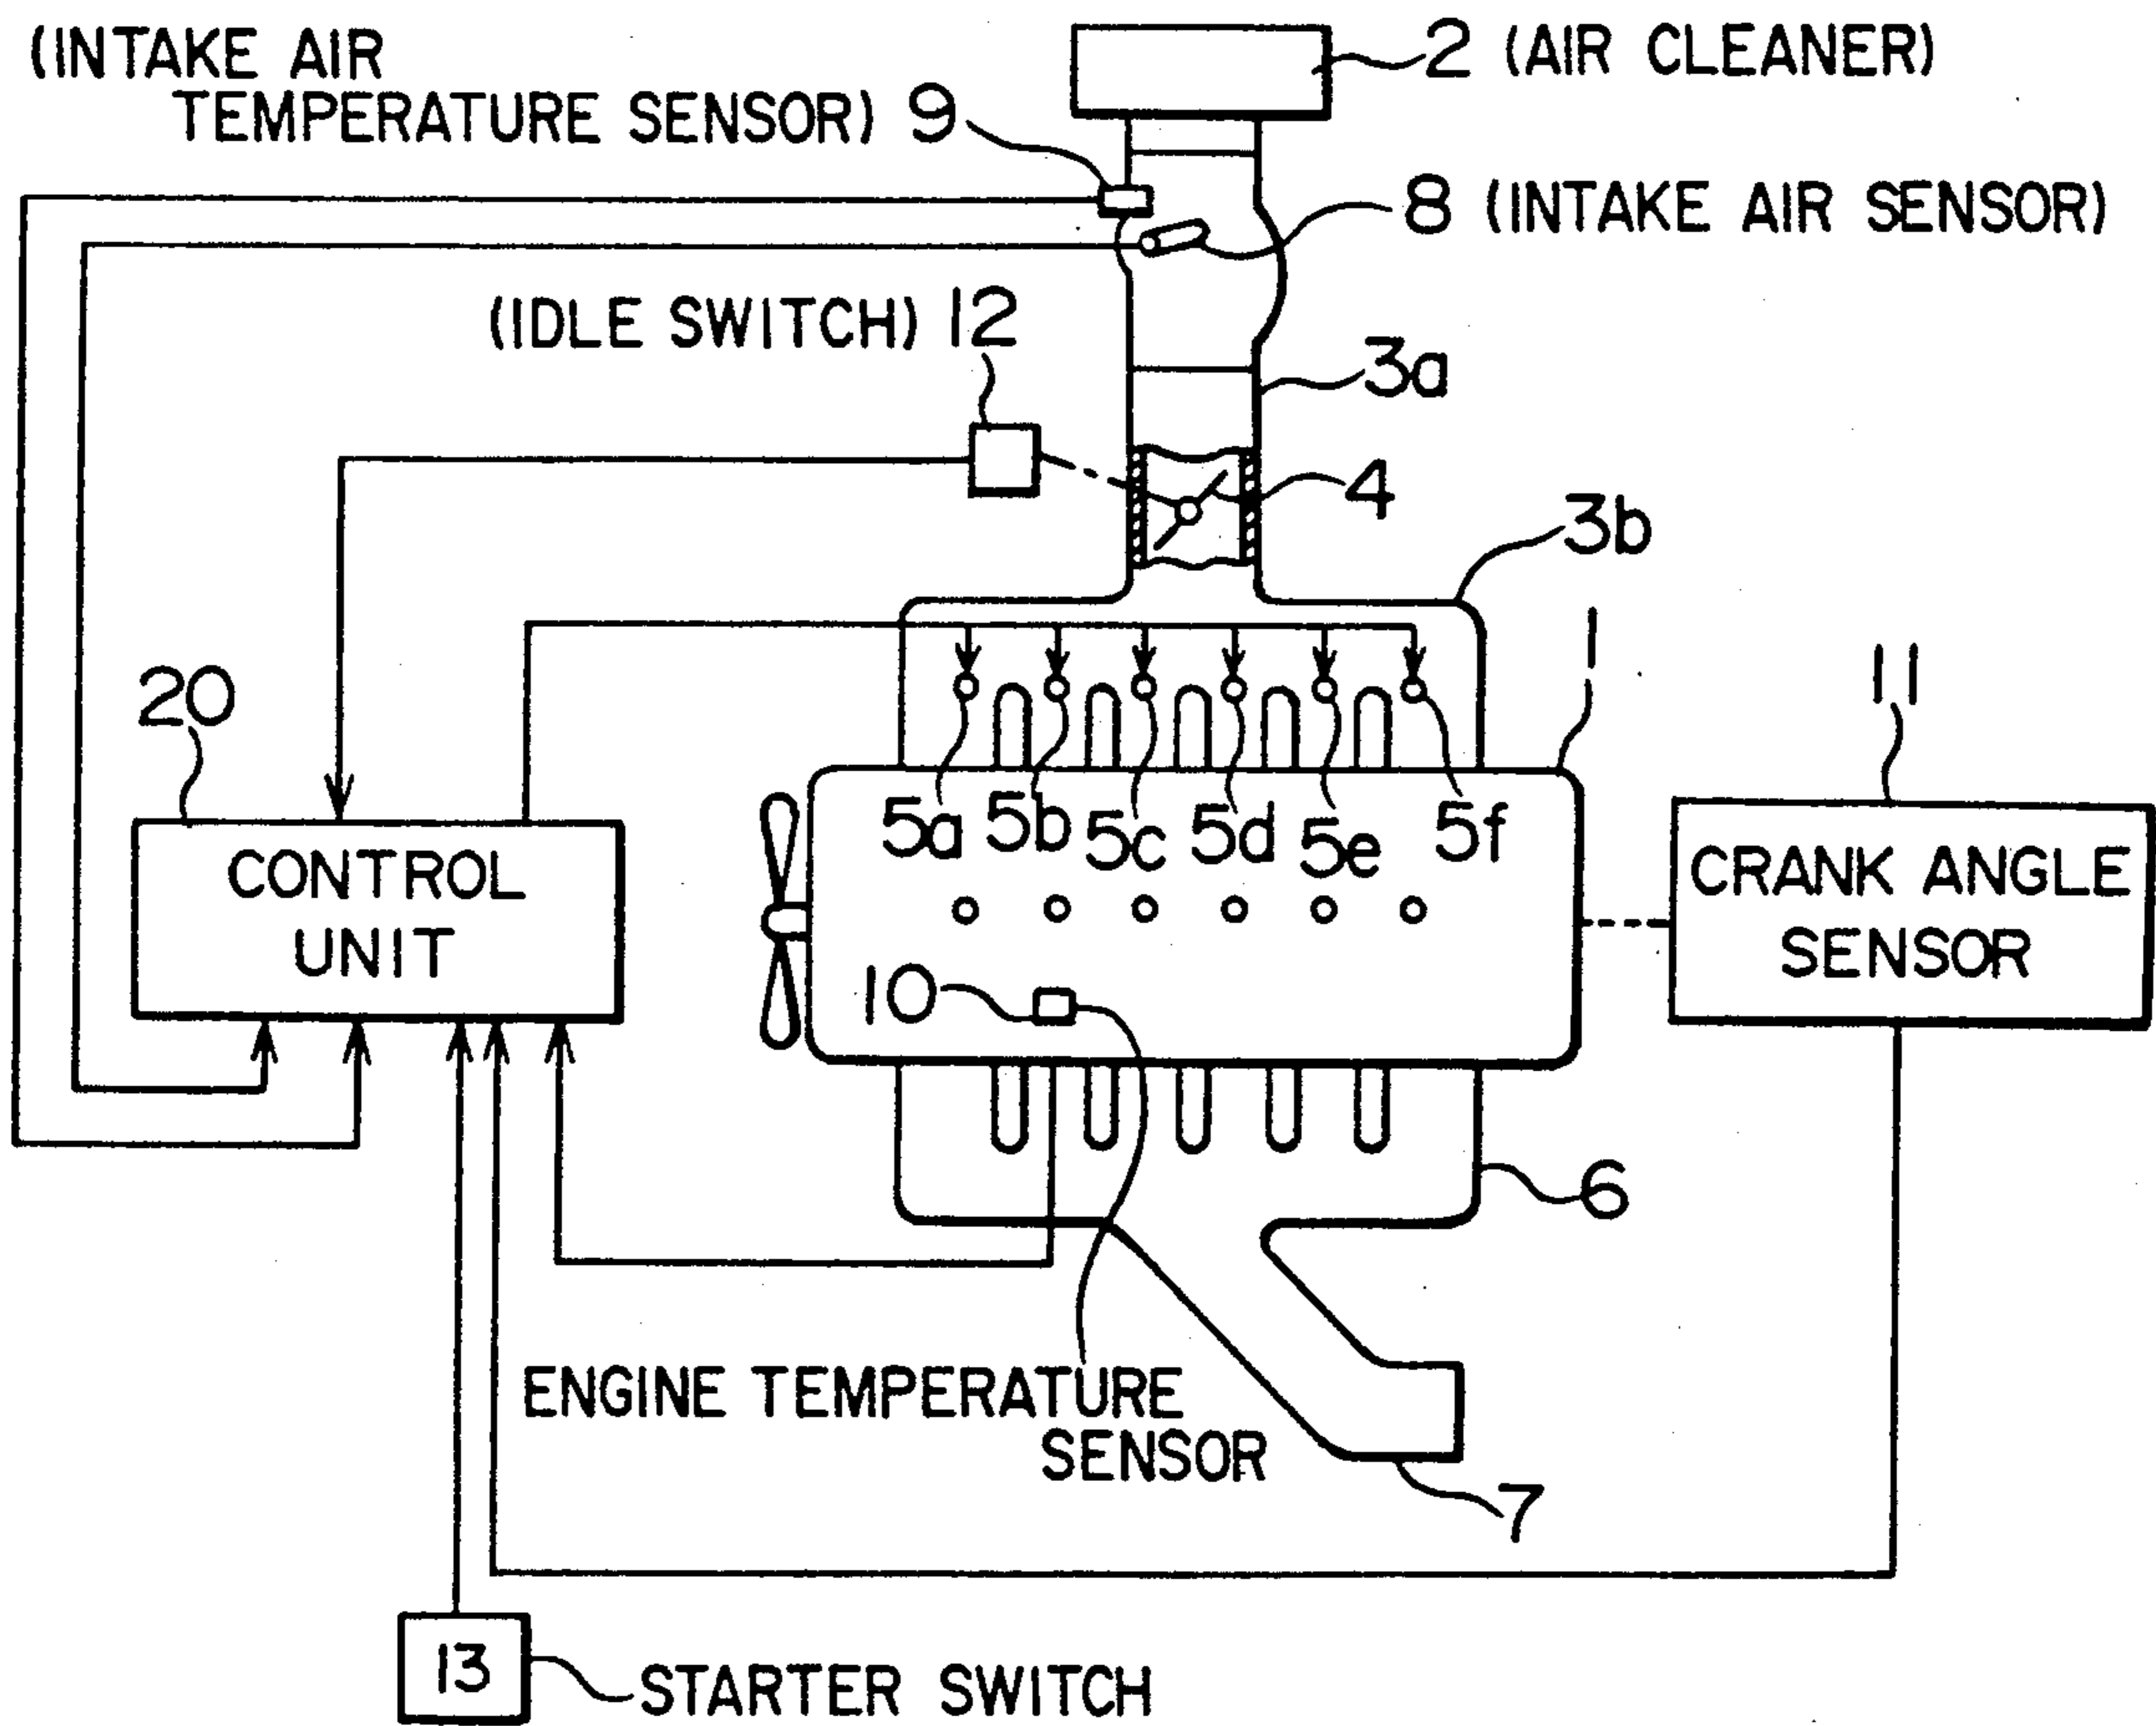 (INTAKE AIR
TEMPERATURE SENSOR) 9
2 (AIR CLEANER)
8 (INTAKE AIR SENSOR)
(IDLE SWITCH) 12
3a
4
3b
1
20
11
CONTROL
UNIT
5a 5b 5c 5d 5e 5f
CRANK ANGLE
SENSOR
10
6
ENGINE TEMPERATURE
SENSOR
7
13
STARTER SWITCH